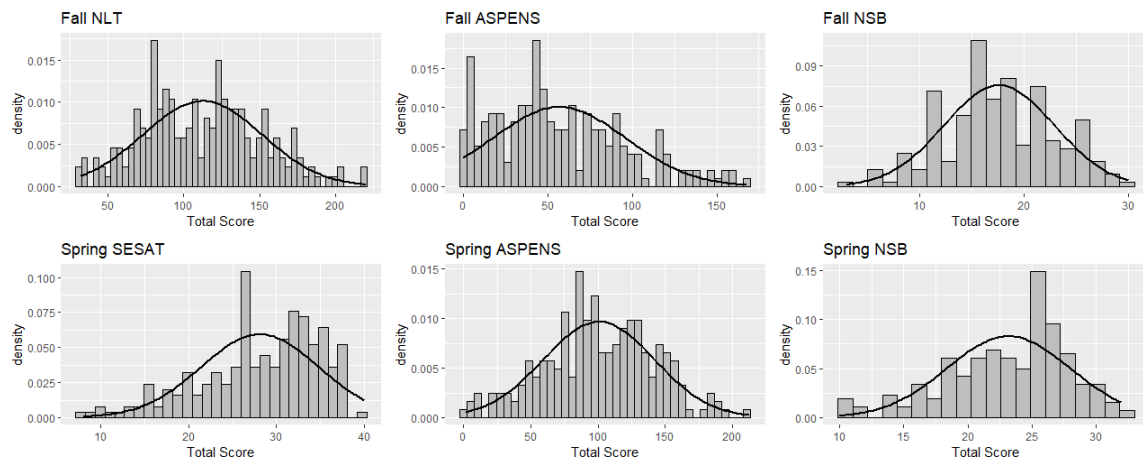 Fall NLT
0.015
0.010
0.005
0.000
density
50
100
150
200
Total Score
Fall ASPENS
0.015
0.010
0.005
0.000
density
0
50
100
150
Total Score
Fall NSB
0.09
0.06
0.03
0.00
density
10
20
30
Total Score
Spring SESAT
0.100
0.075
0.050
0.025
0.000
density
10
20
30
40
Total Score
Spring ASPENS
0.015
0.010
0.005
0.000
density
0
50
100
150
200
Total Score
Spring NSB
0.15
0.10
0.05
0.00
density
10
15
20
25
30
Total Score